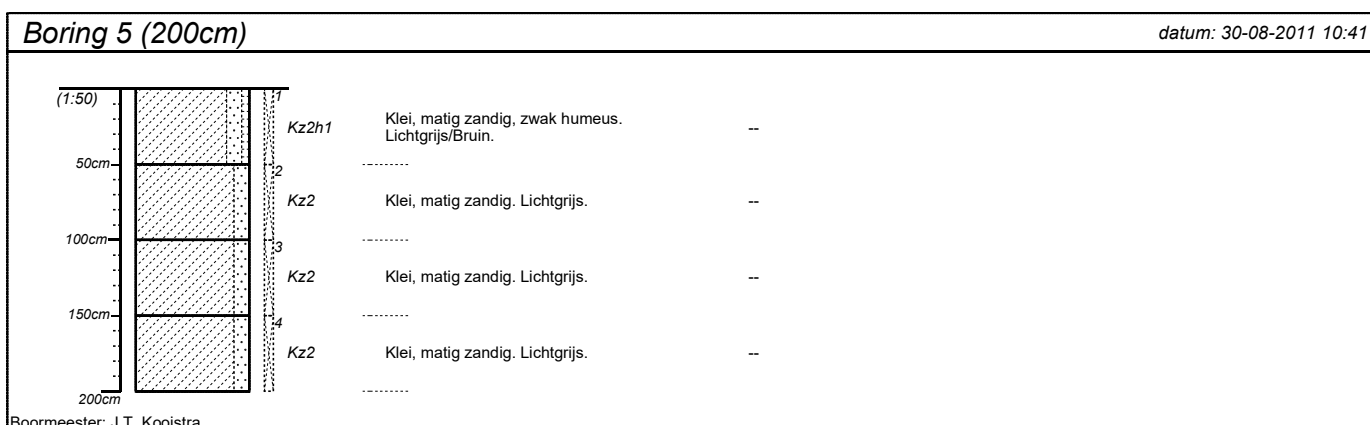 Boring 5 (200cm)
datum: 30-08-2011 10:41
(1:50)
1
Kz2h1
Klei, matig zandig, zwak humeus.
Lichtgrijs/Bruin.
--
50cm
2
Kz2
Klei, matig zandig. Lichtgrijs.
--
100cm
3
Kz2
Klei, matig zandig. Lichtgrijs.
--
150cm
4
Kz2
Klei, matig zandig. Lichtgrijs.
--
200cm
Boormeester: J.T. Kooistra